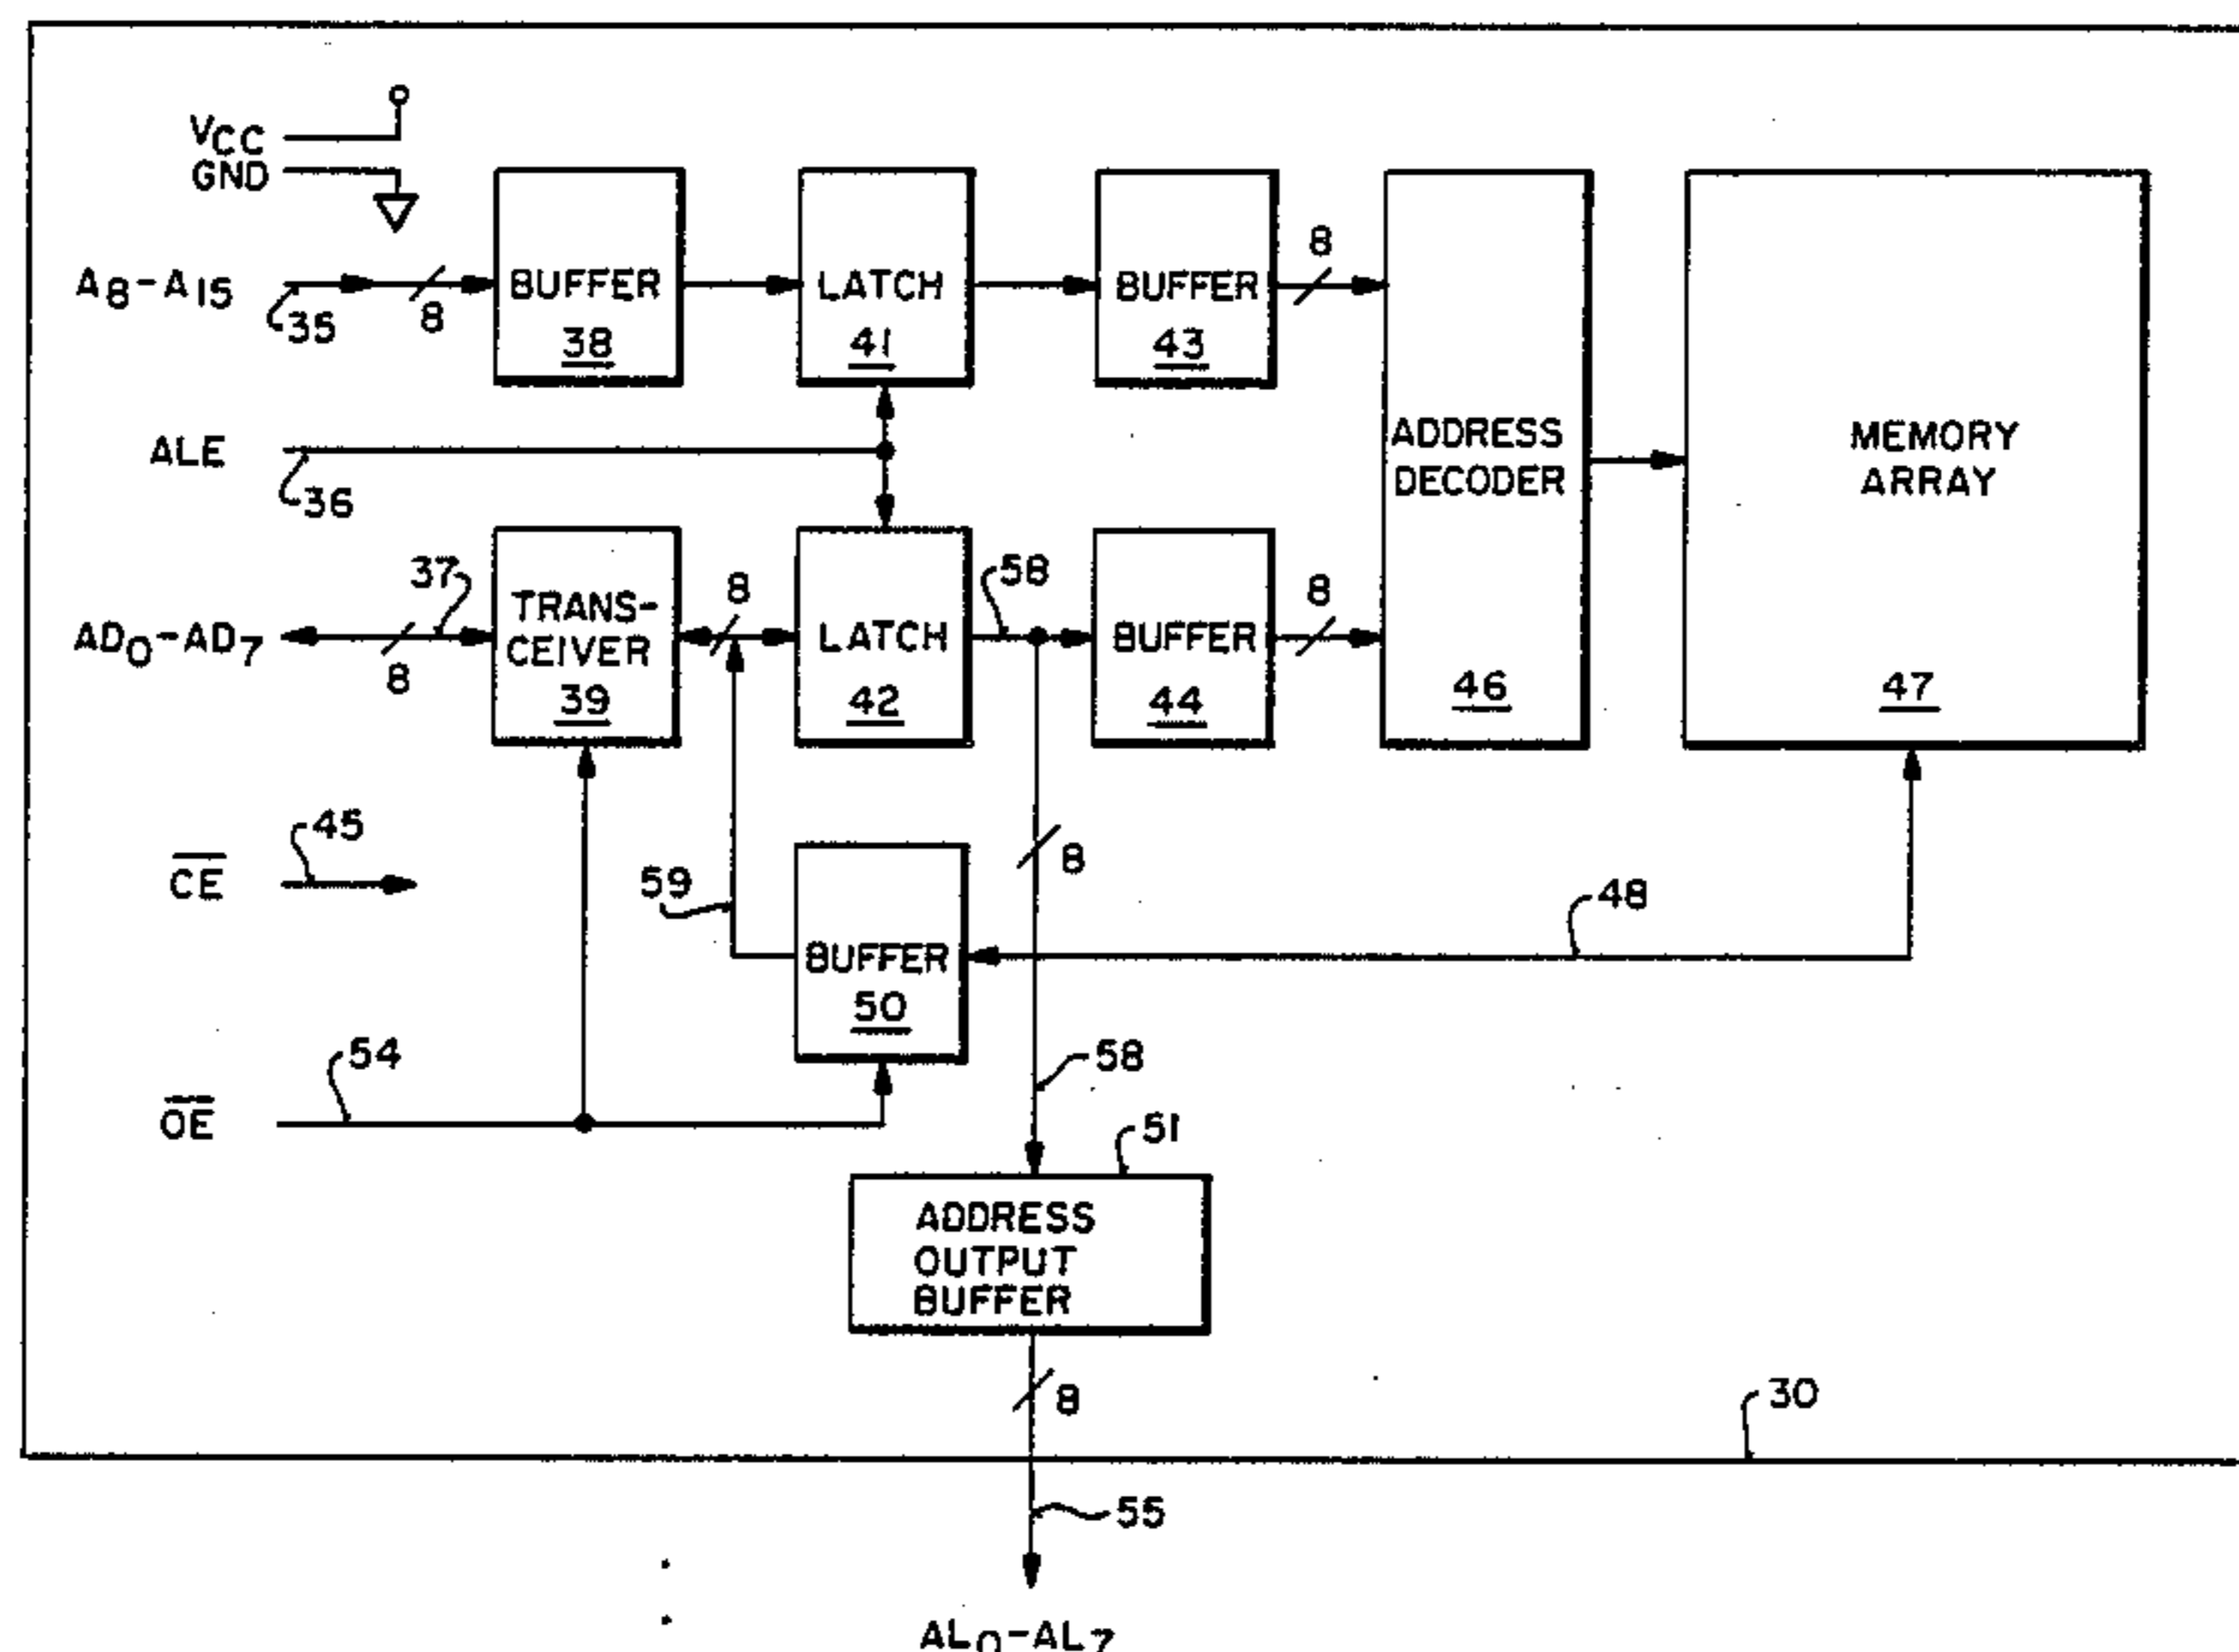 VCC
GND
A8-A15
35
8
BUFFER
38
LATCH
41
BUFFER
43
8
ADDRESS
DECODER
46
MEMORY
ARRAY
47
ALE
36
AD0-AD7
37
8
TRANS-
CEIVER
39
8
LATCH
42
58
BUFFER
44
8
CE
45
8
59
BUFFER
50
48
OE
54
58
51
ADDRESS
OUTPUT
BUFFER
8
30
55
AL0-AL7